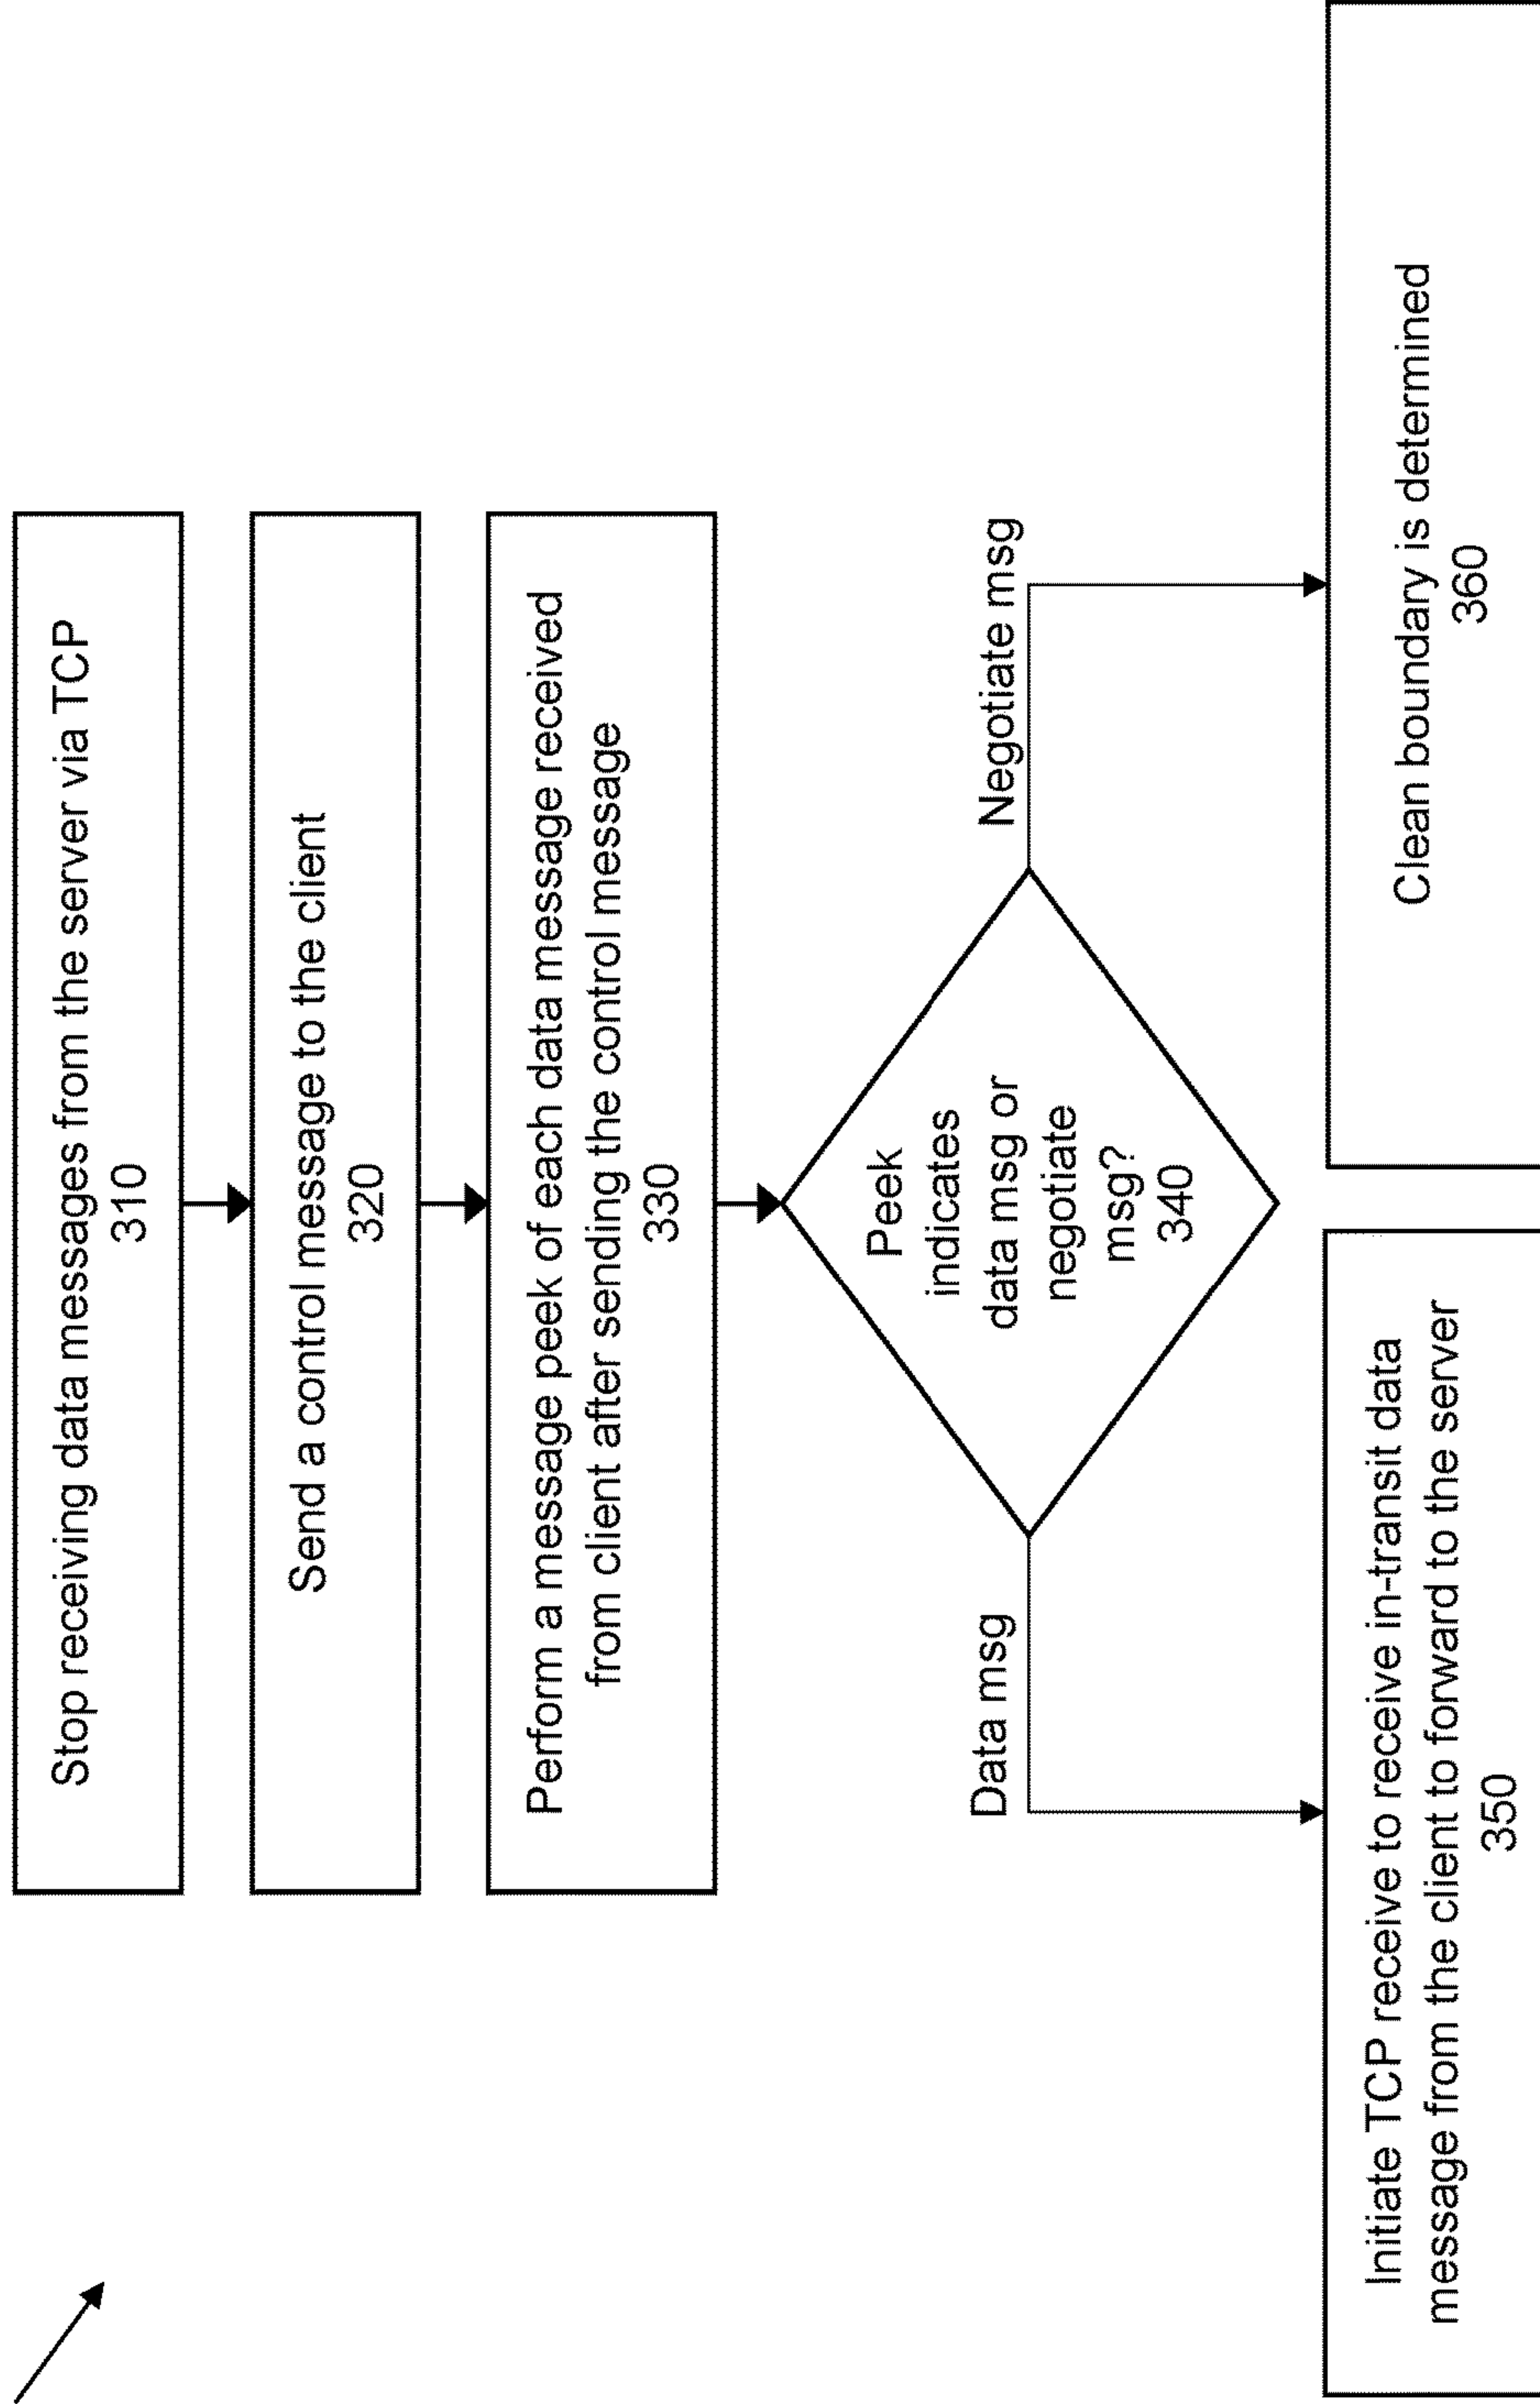 Stop receiving data messages from the server via TCP
310
Send a control message to the client
320
Perform a message peek of each data message received
from client after sending the control message
330
Peek
indicates
data msg or
negotiate
msg?
340
Data msg
Negotiate msg
Initiate TCP receive to receive in-transit data
message from the client to forward to the server
350
Clean boundary is determined
360